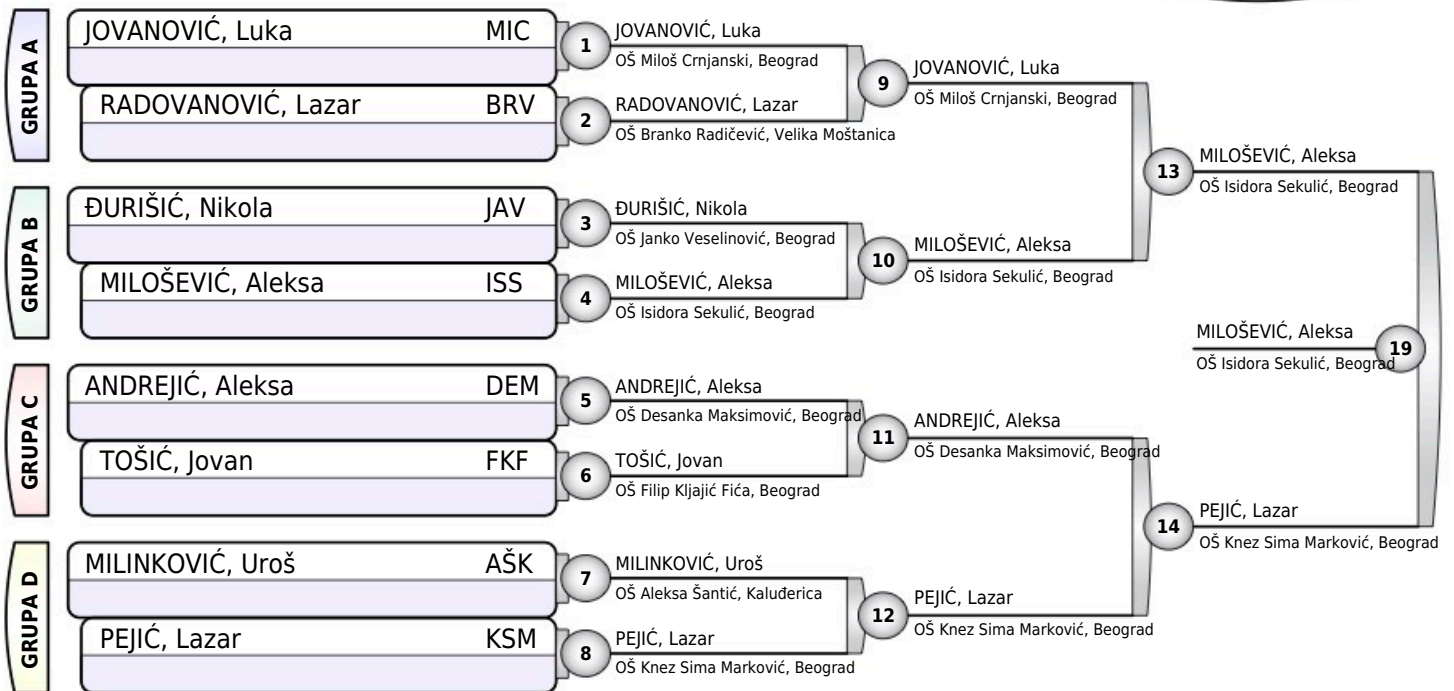 GRUPA A
JOVANOVIĆ, Luka MIC
RADOVANOVIĆ, Lazar BRV
GRUPA B
ĐURIŠIĆ, Nikola JAV
MILOŠEVIĆ, Aleksa ISS
GRUPA C
ANDREJIĆ, Aleksa DEM
TOŠIĆ, Jovan FKF
GRUPA D
MILINKOVIĆ, Uroš AŠK
PEJIĆ, Lazar KSM
1
JOVANOVIĆ, Luka
OŠ Miloš Crnjanski, Beograd
2
RADOVANOVIĆ, Lazar
OŠ Branko Radičević, Velika Moštanica
3
ĐURIŠIĆ, Nikola
OŠ Janko Veselinović, Beograd
4
MILOŠEVIĆ, Aleksa
OŠ Isidora Sekulić, Beograd
5
ANDREJIĆ, Aleksa
OŠ Desanka Maksimović, Beograd
6
TOŠIĆ, Jovan
OŠ Filip Kljajić Fića, Beograd
7
MILINKOVIĆ, Uroš
OŠ Aleksa Šantić, Kaluđerica
8
PEJIĆ, Lazar
OŠ Knez Sima Marković, Beograd
9
JOVANOVIĆ, Luka
OŠ Miloš Crnjanski, Beograd
10
MILOŠEVIĆ, Aleksa
OŠ Isidora Sekulić, Beograd
11
ANDREJIĆ, Aleksa
OŠ Desanka Maksimović, Beograd
12
PEJIĆ, Lazar
OŠ Knez Sima Marković, Beograd
13
MILOŠEVIĆ, Aleksa
OŠ Isidora Sekulić, Beograd
14
PEJIĆ, Lazar
OŠ Knez Sima Marković, Beograd
MILOŠEVIĆ, Aleksa
OŠ Isidora Sekulić, Beograd
19